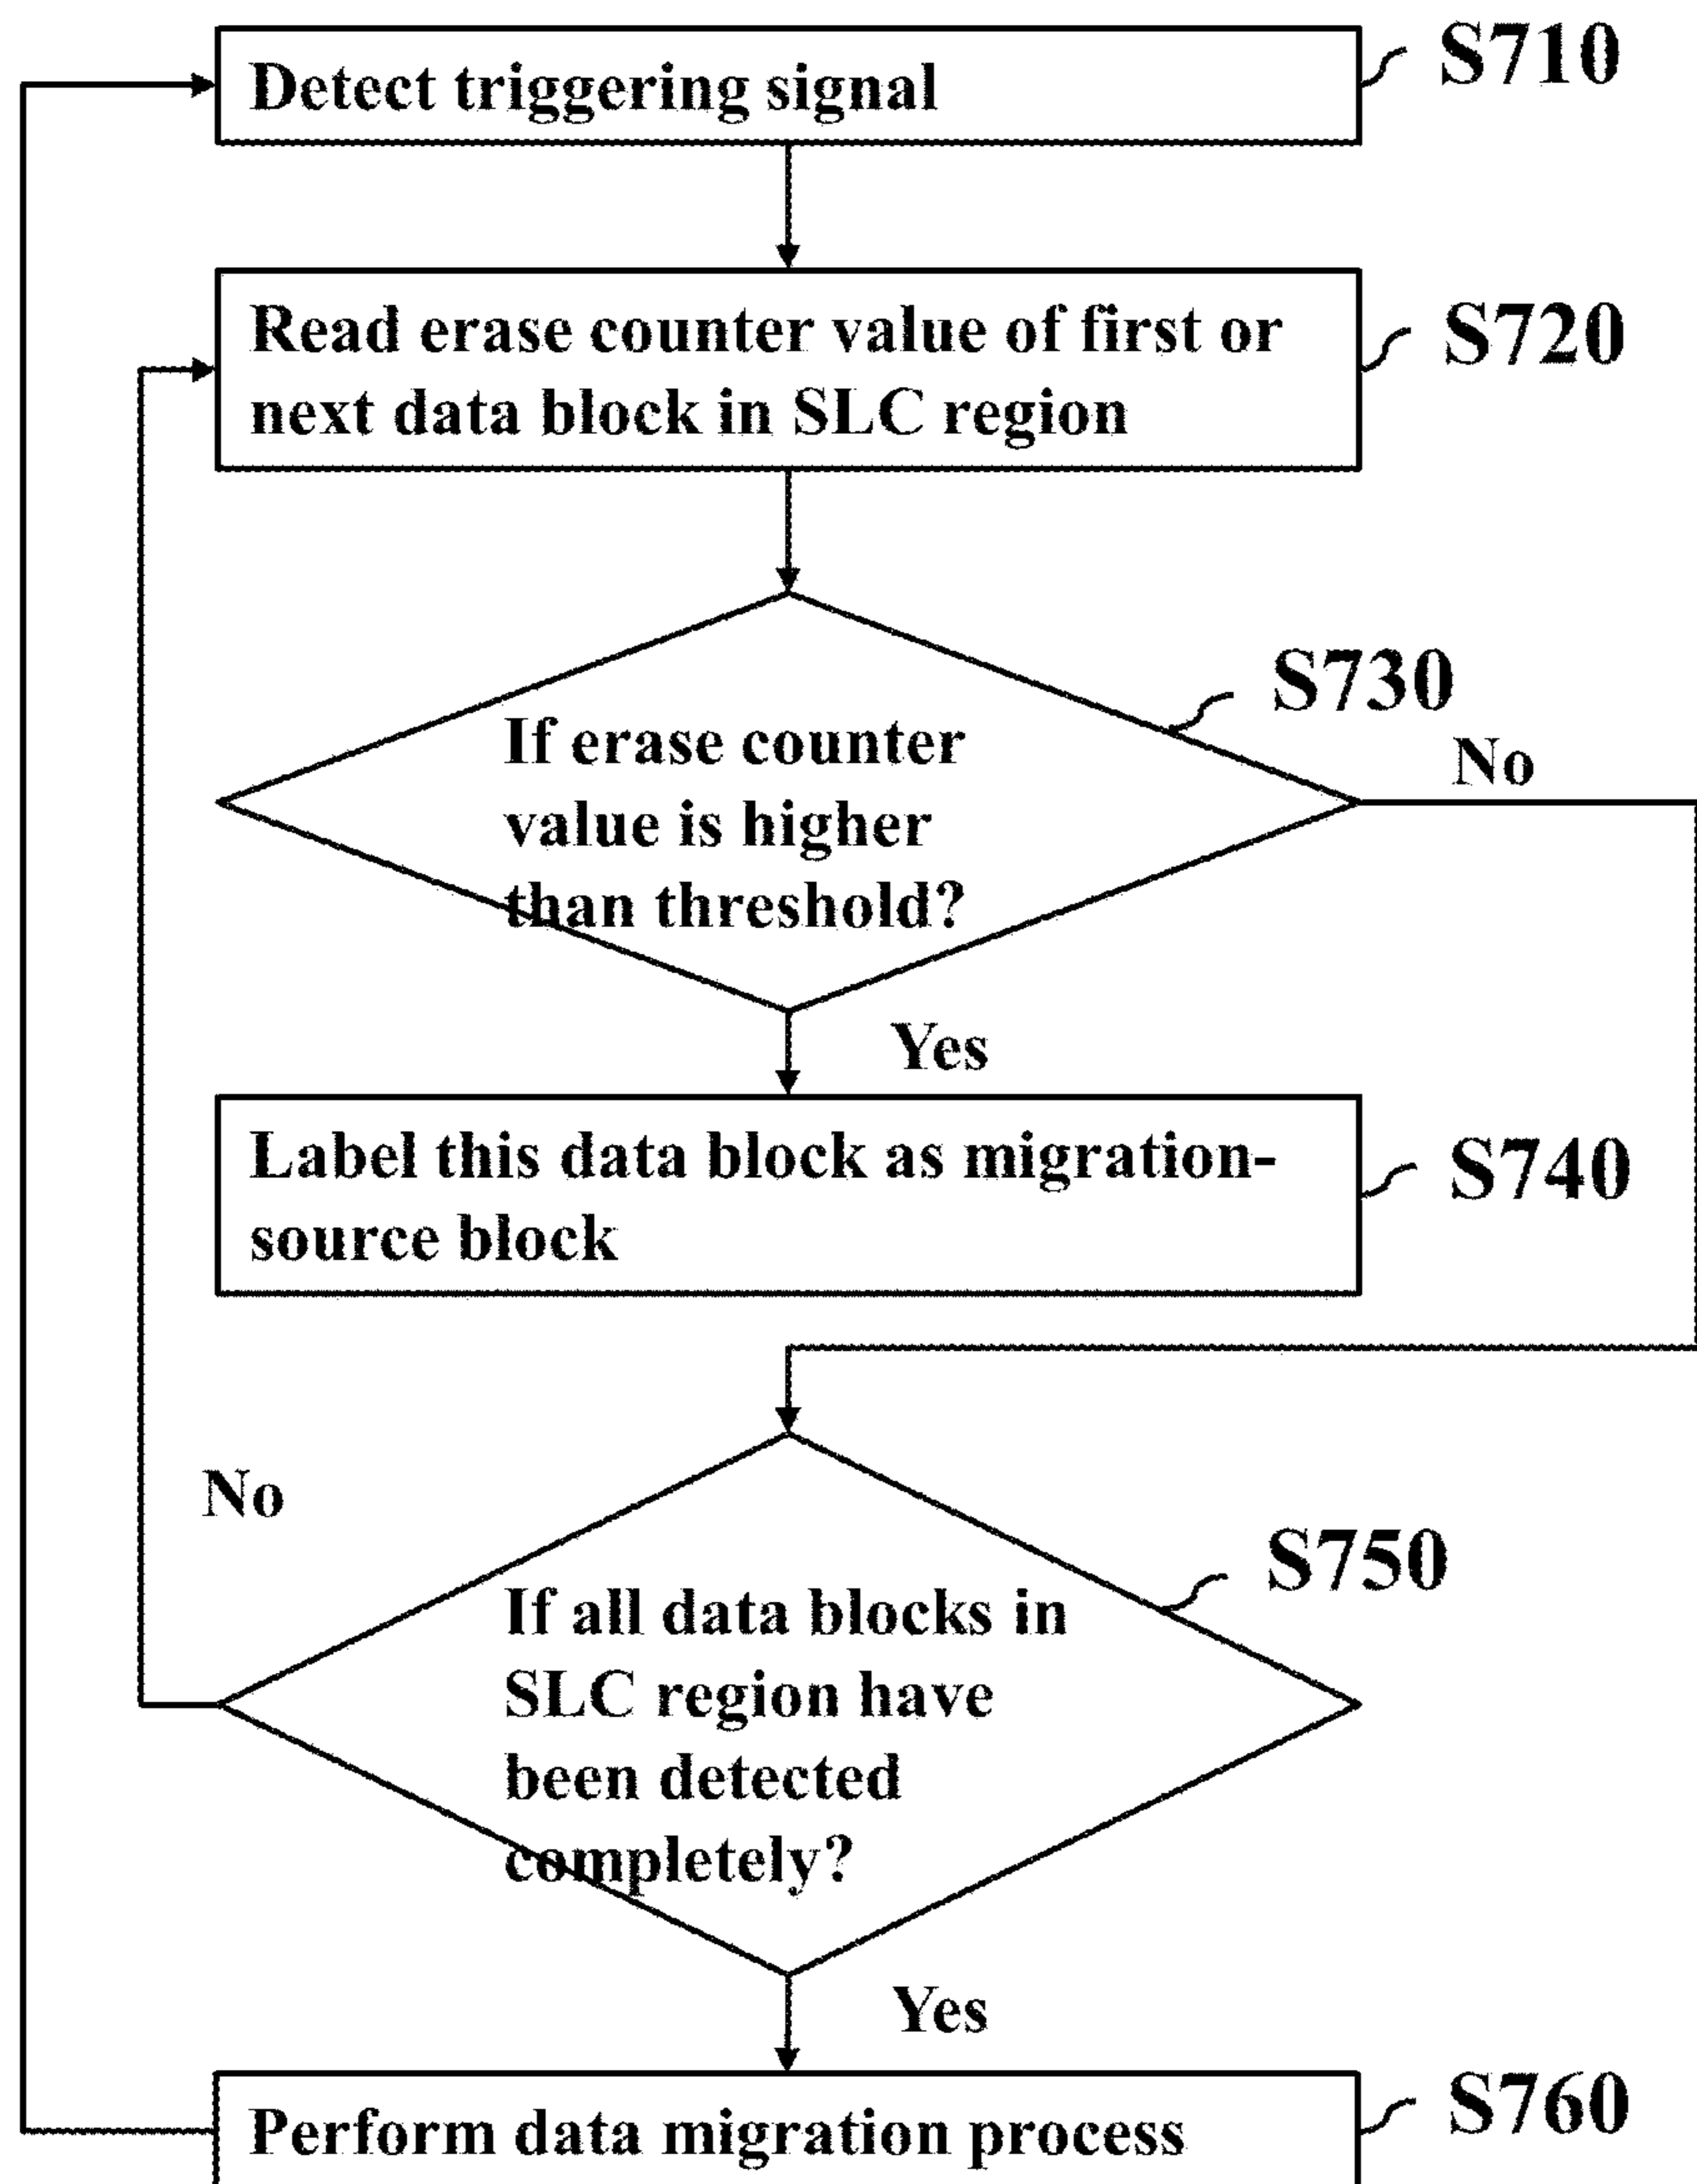 Detect triggering signal
S710
Read erase counter value of first or
next data block in SLC region
S720
S730
If erase counter
value is higher
than threshold?
No
Yes
Label this data block as migration-
source block
S740
No
S750
If all data blocks in
SLC region have
been detected
completely?
Yes
Perform data migration process
S760